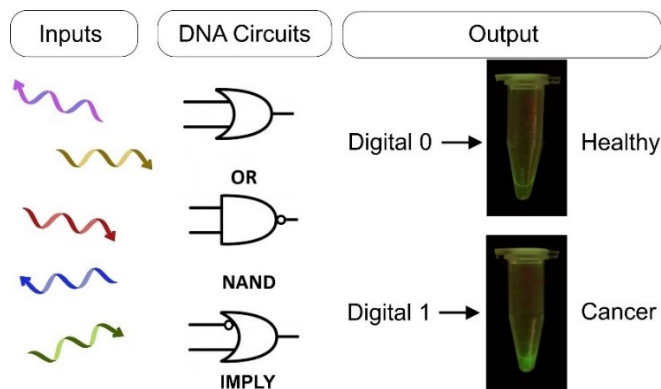 Inputs
DNA Circuits
Output
OR
NAND
IMPLY
Digital 0
Healthy
Digital 1
Cancer